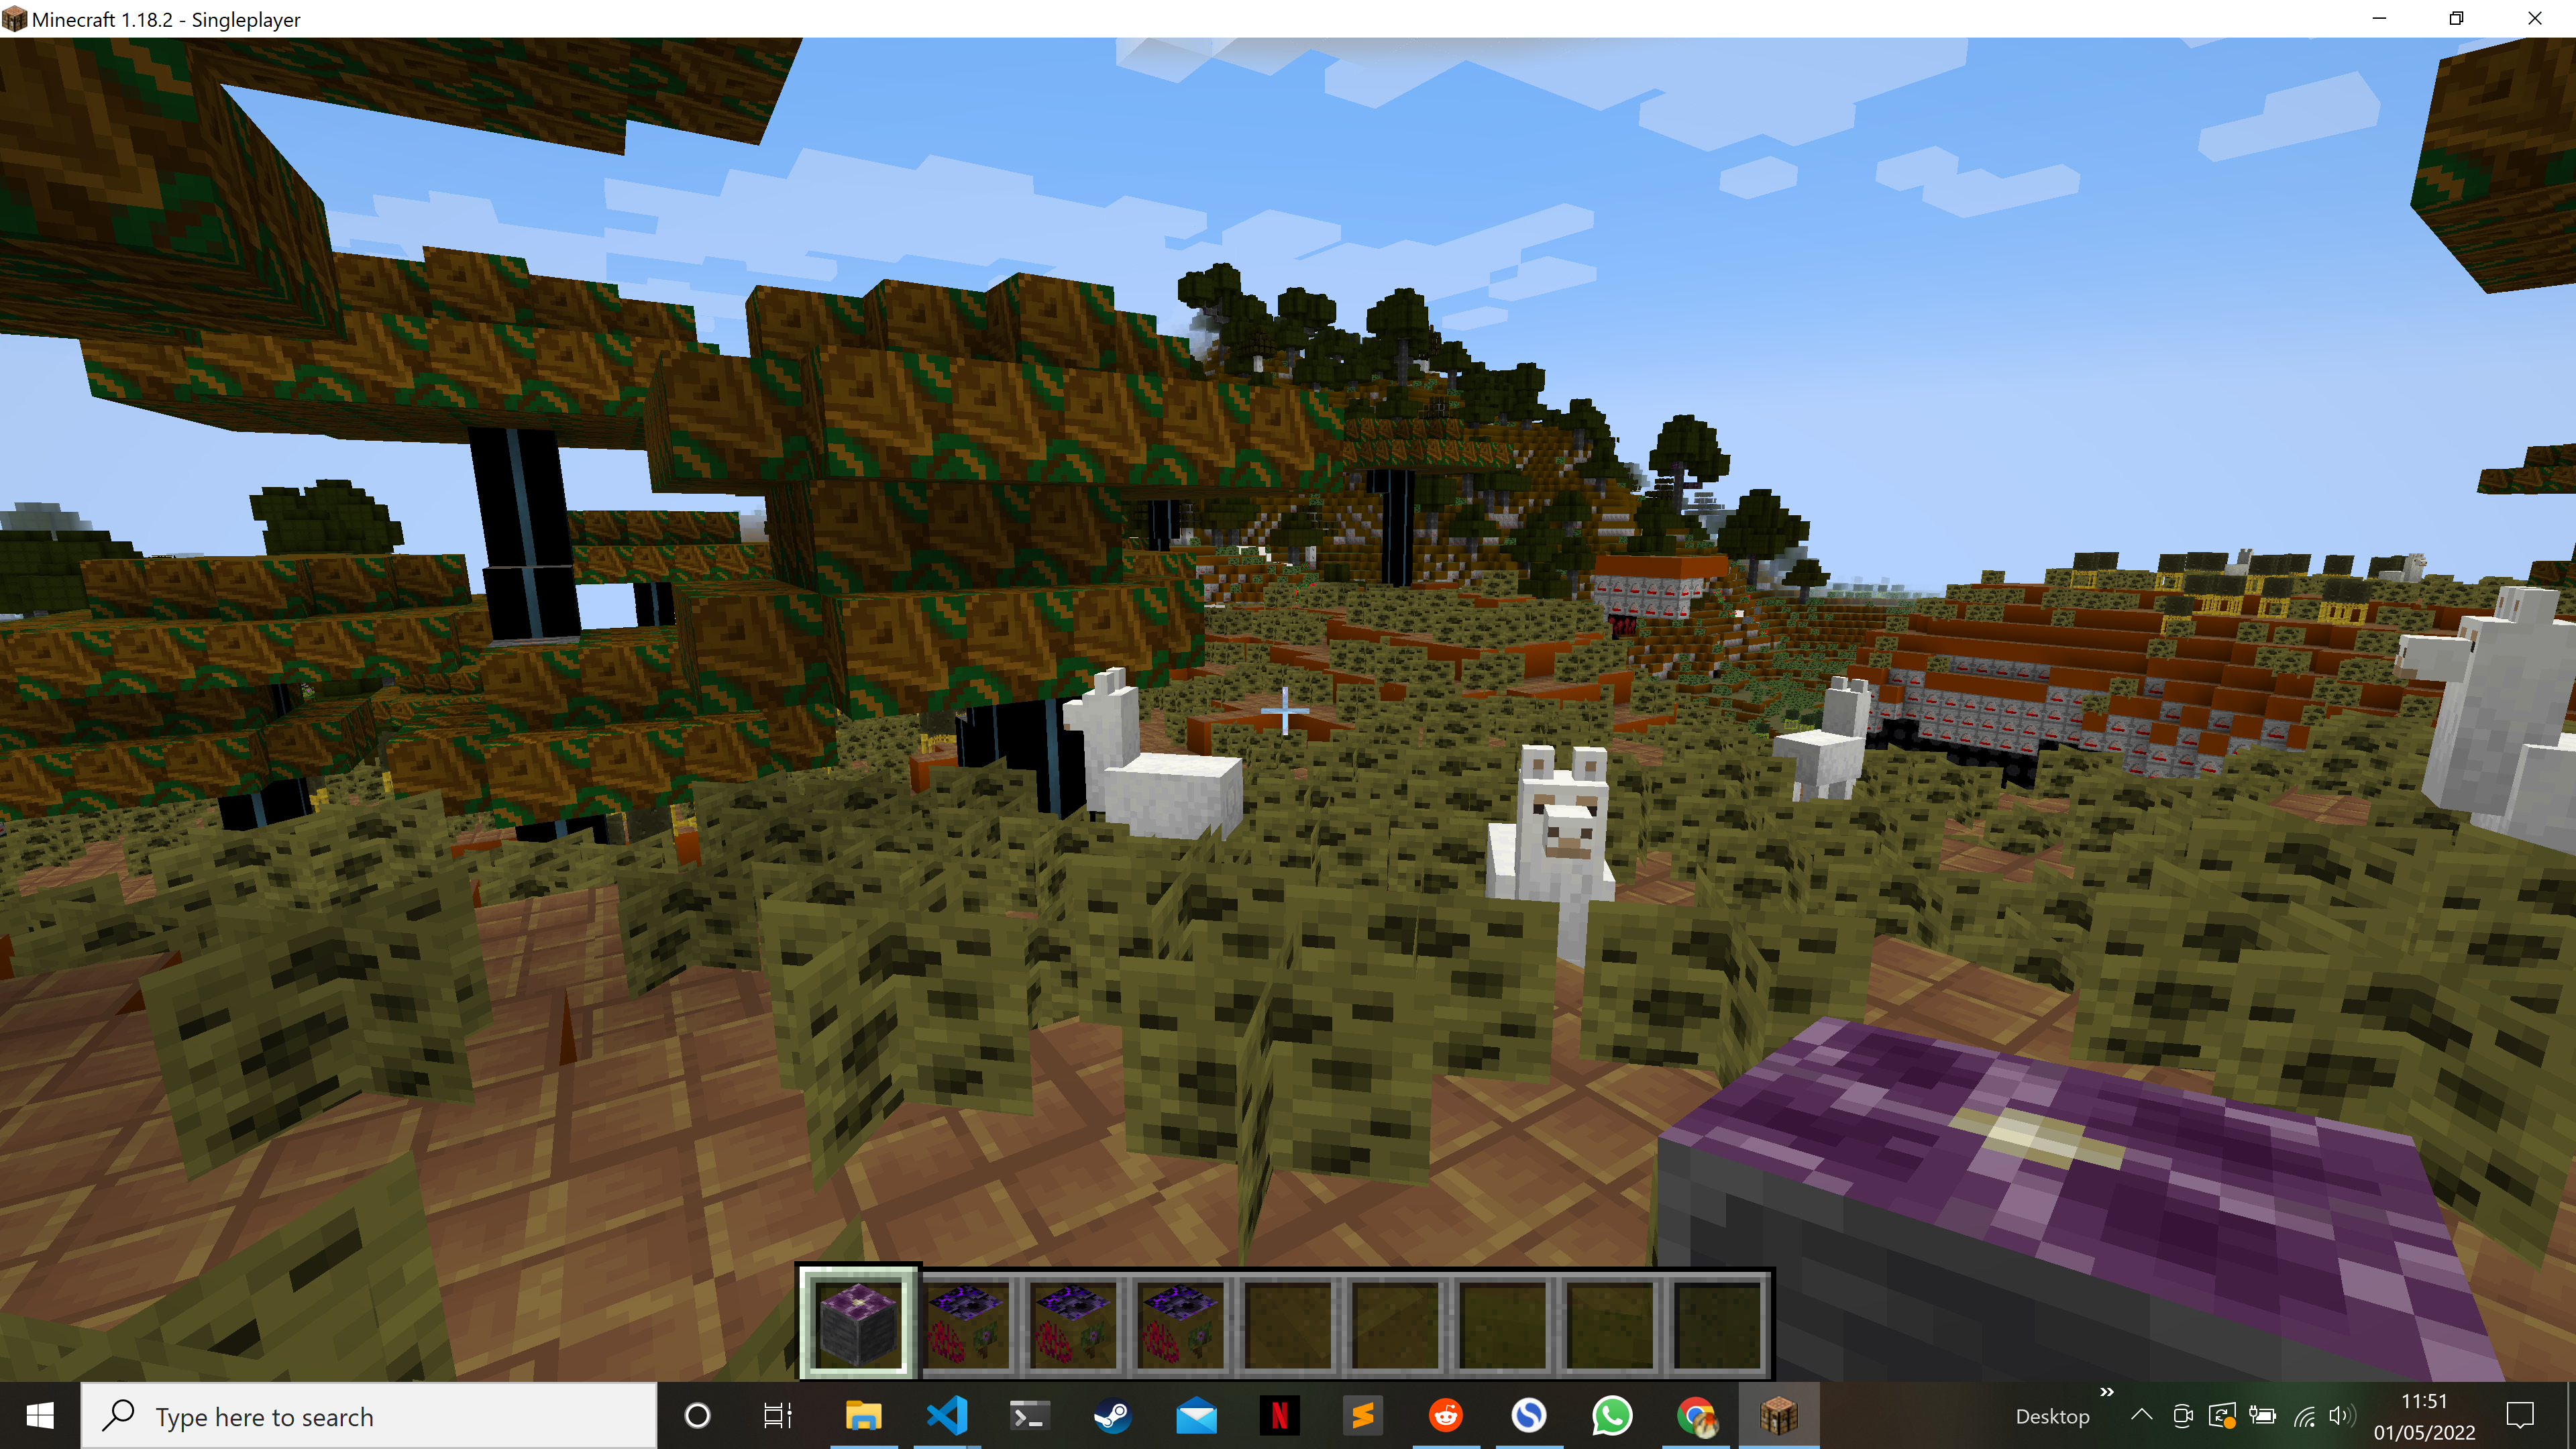 Minecraft 1.18.2 - Singleplayer
Type here to search
Desktop
11:51
01/05/2022